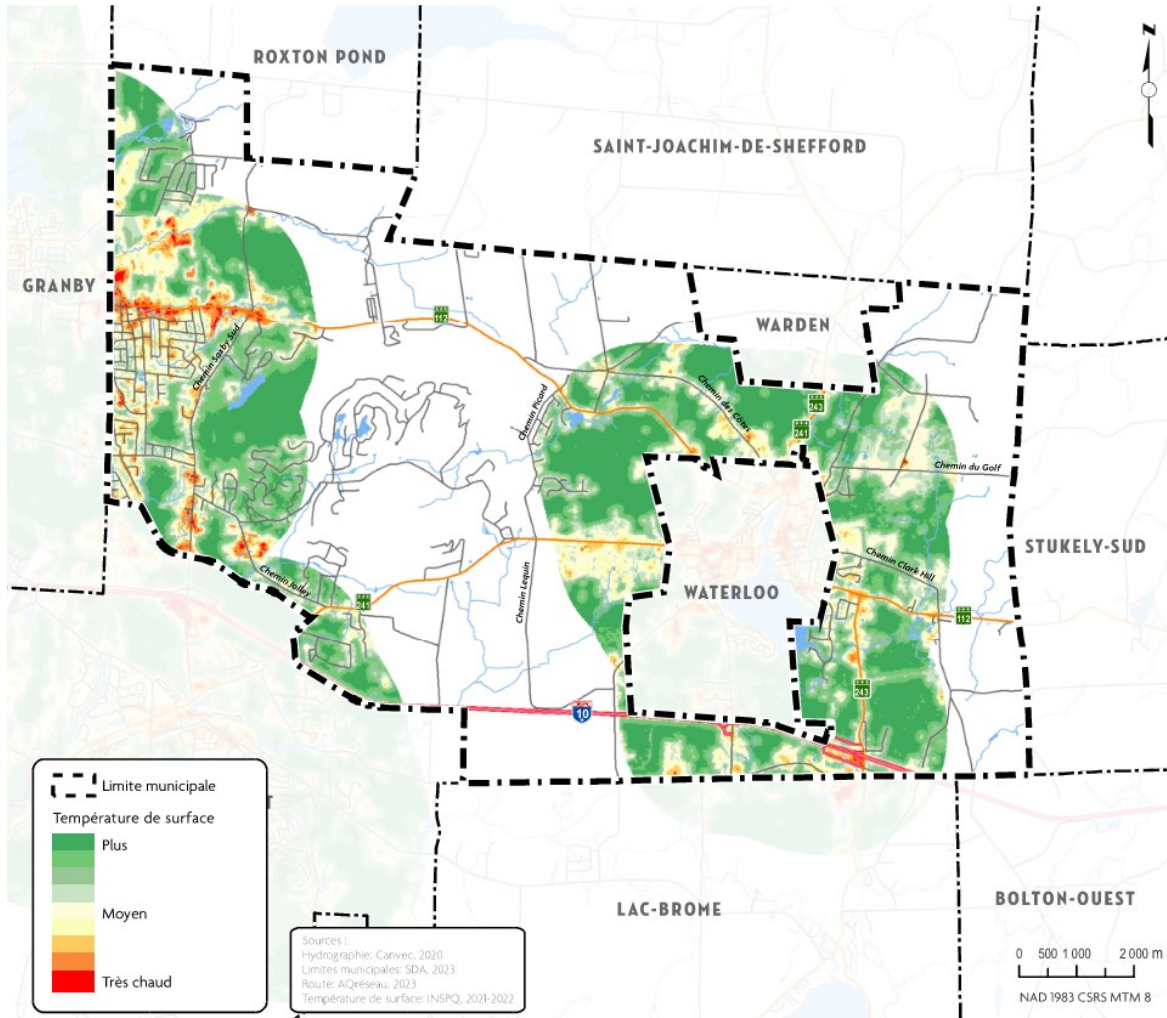 ROXTON POND
N
SAINT-JOACHIM-DE-SHEFFORD
GRANBY
112
WARDEN
Chemin Saxby Sud
Chemin Picard
Chemin des Côtes
243
241
Chemin du Golf
STUKELY-SUD
Chemin Clark Hill
WATERLOO
Chemin Jolley
241
Chemin Lequin
112
243
10
Limite municipale
Température de surface
Plus
Moyen
Très chaud
LAC-BROME
BOLTON-OUEST
Sources :
Hydrographie: Canvec, 2020
Limites municipales: SDA, 2023
Route: AQréseau, 2023
Température de surface: INSPQ, 2021-2022
0 500 1 000 2 000 m
NAD 1983 CSRS MTM 8